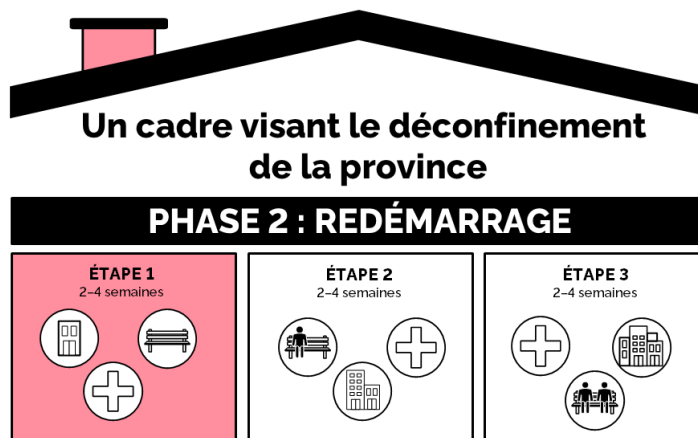 Un cadre visant le déconfinement
de la province
PHASE 2 : REDÉMARRAGE
ÉTAPE 1
2–4 semaines
ÉTAPE 2
2–4 semaines
ÉTAPE 3
2–4 semaines